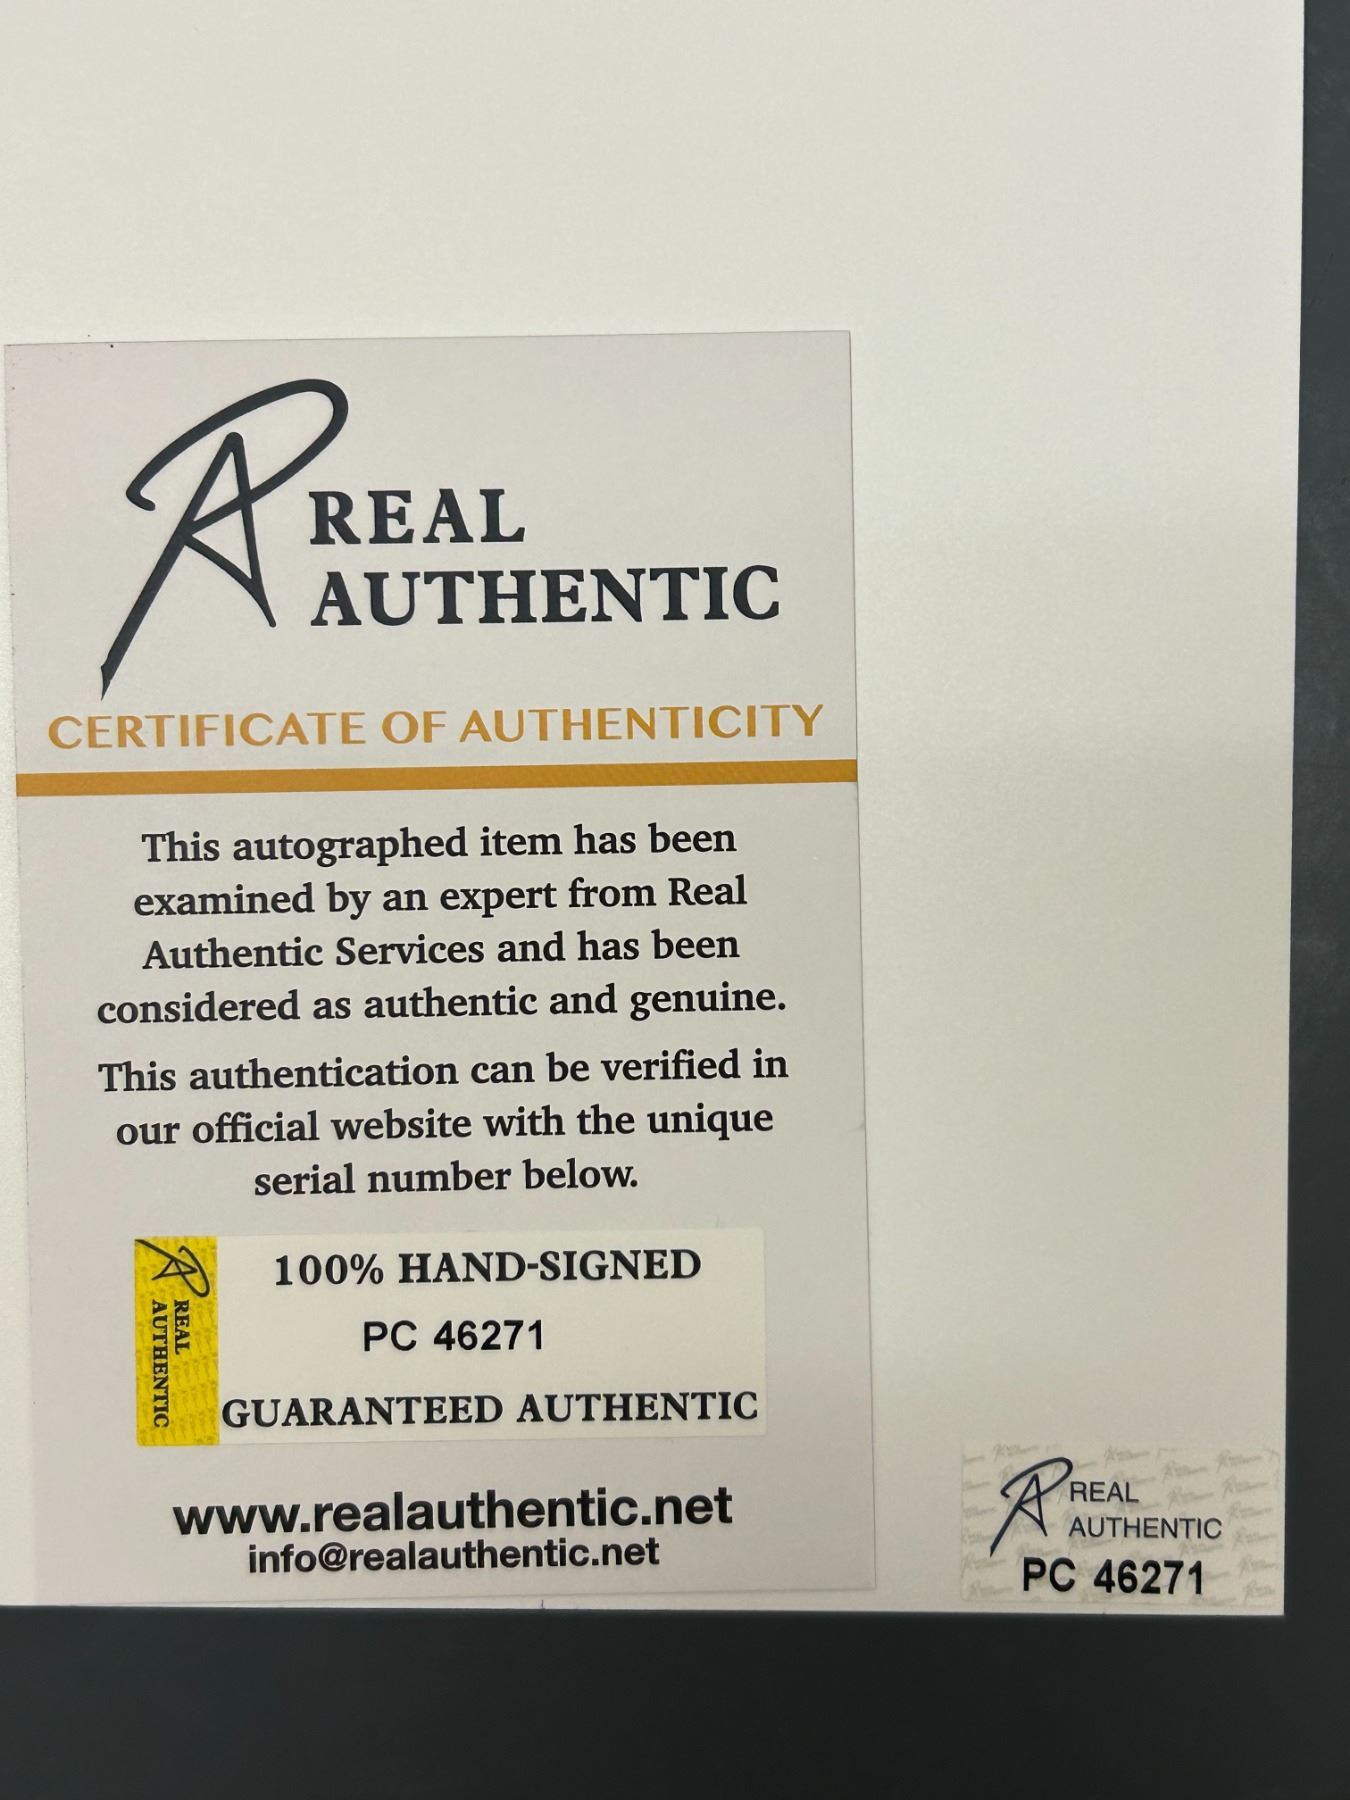 REAL
AUTHENTIC
CERTIFICATE OF AUTHENTICITY
This autographed item has been
examined by an expert from Real
Authentic Services and has been
considered as authentic and genuine.
This authentication can be verified in
our official website with the unique
serial number below.
REAL
AUTHENTIC
100% HAND-SIGNED
PC 46271
GUARANTEED AUTHENTIC
www.realauthentic.net
info@realauthentic.net
REAL
AUTHENTIC
PC 46271